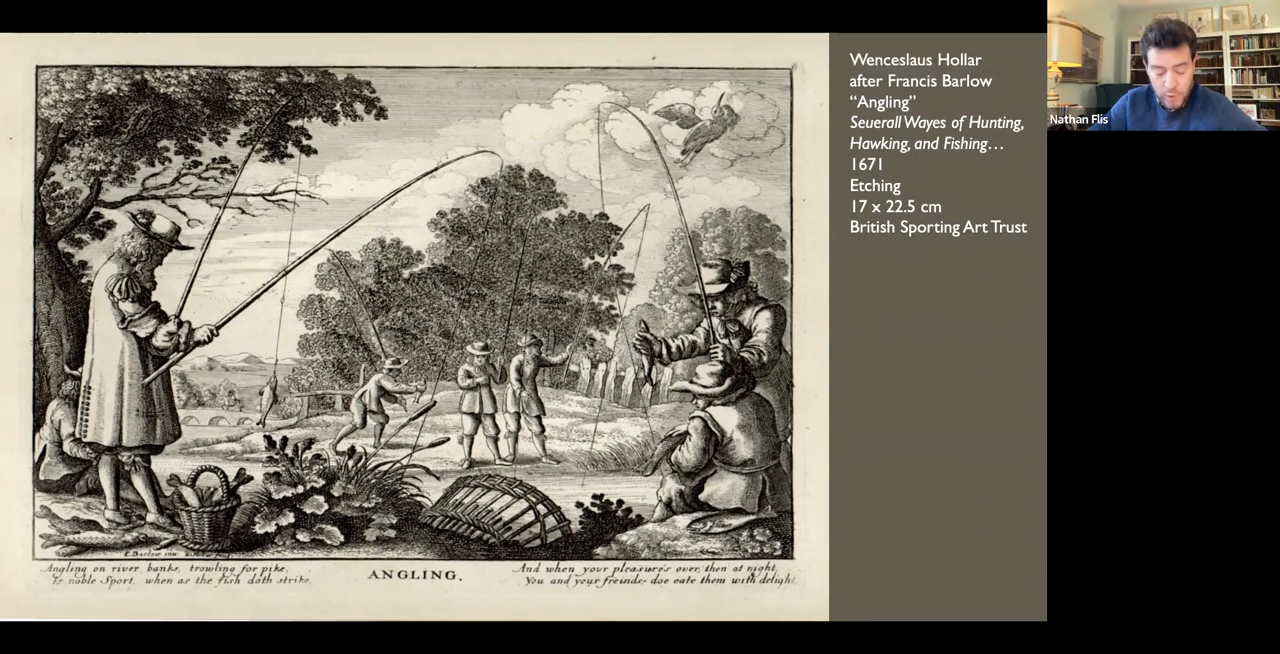 Wenceslaus Hollar
after Francis Barlow
“Angling”
Seuerall Wayes of Hunting,
Hawking, and Fishing…
1671
Etching
17 x 22.5 cm
British Sporting Art Trust
Nathan Flis
F. Barlow inv.
Angling on river banks, trowling for pike,
Is noble Sport. when as the fish doth strike
ANGLING.
And when your pleasure's over, then at night,
You and your freinds doe eate them with delight